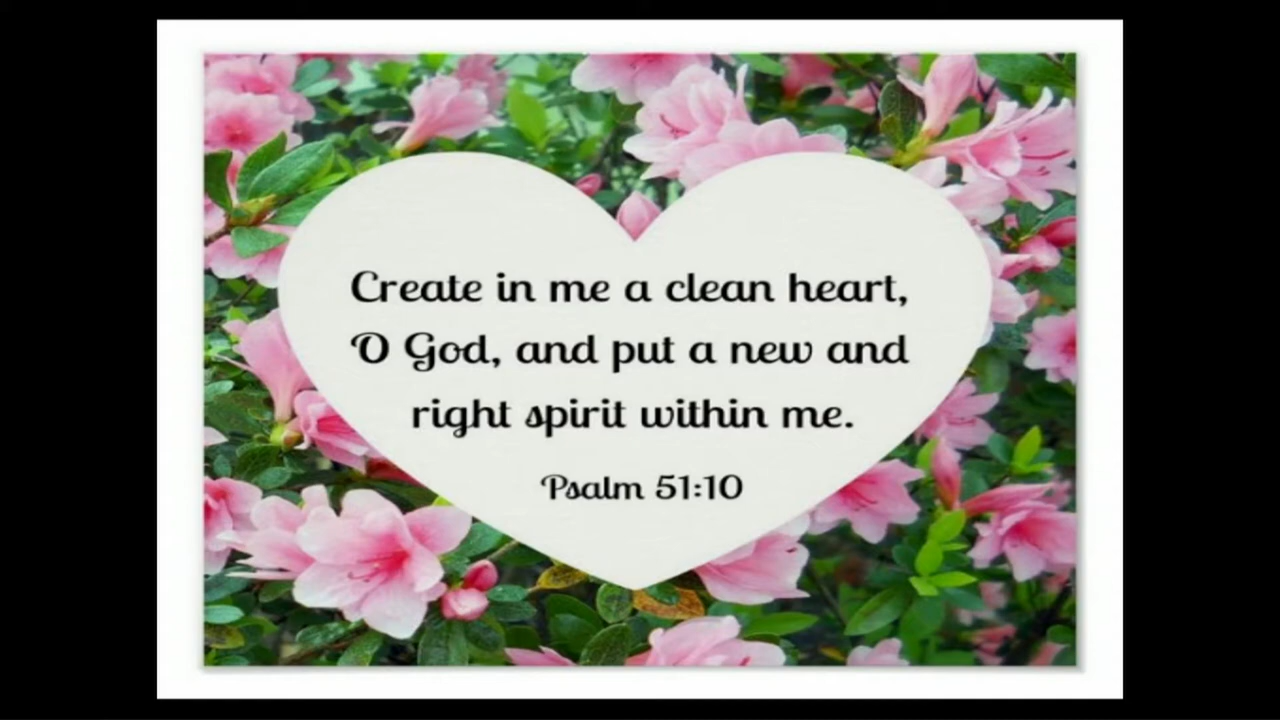 Create in me a clean heart,
O God, and put a new and
right spirit within me.
Psalm 51:10